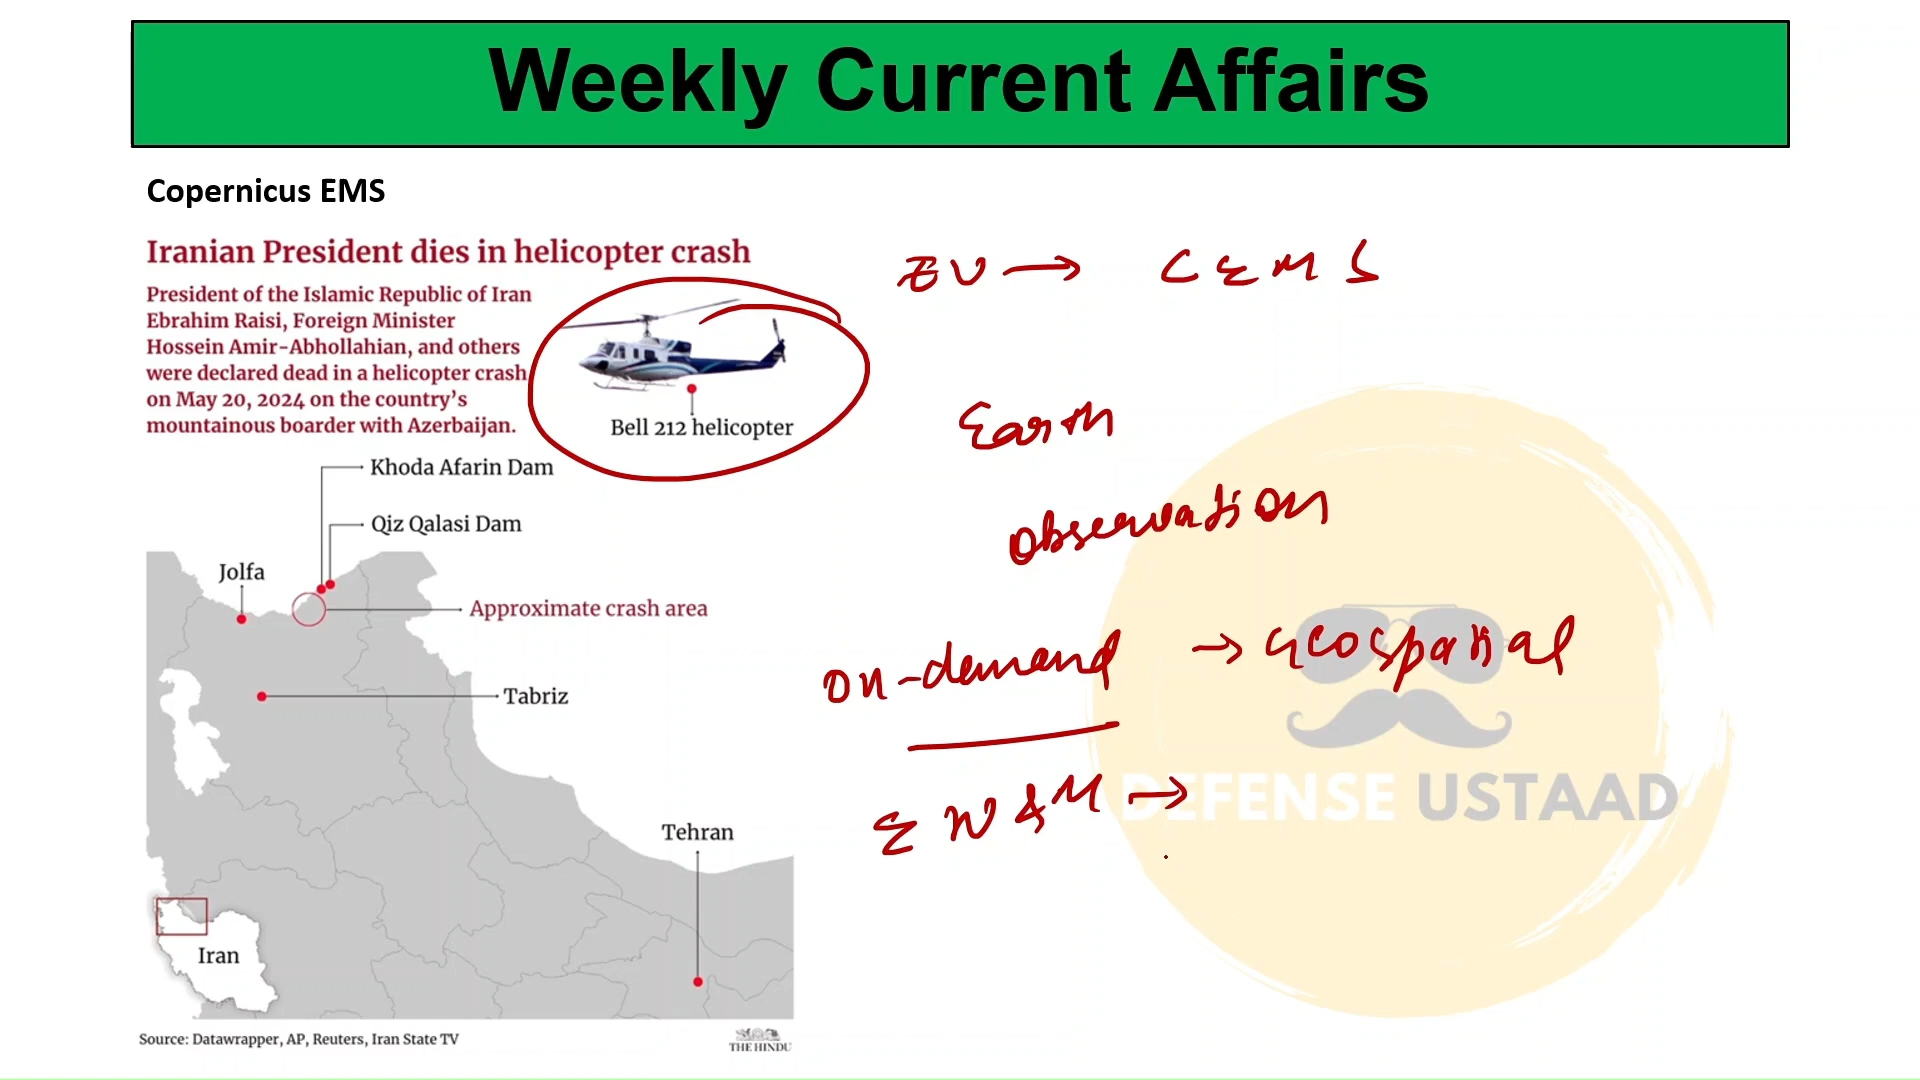 Weekly Current Affairs
Copernicus EMS
Iranian President dies in helicopter crash
President of the Islamic Republic of Iran
Ebrahim Raisi, Foreign Minister
Hossein Amir-Abhollahian, and others
were declared dead in a helicopter crash
on May 20, 2024 on the country's
mountainous boarder with Azerbaijan.
Bell 212 helicopter
Khoda Afarin Dam
Qiz Qalasi Dam
Jolfa
Approximate crash area
Tabriz
Tehran
Iran
Source: Datawrapper, AP, Reuters, Iran State TV
THE HINDU
EU → CEMS
Earth
Observation
on-demand → Geospatial
E W & M →
DEFENSE USTAAD